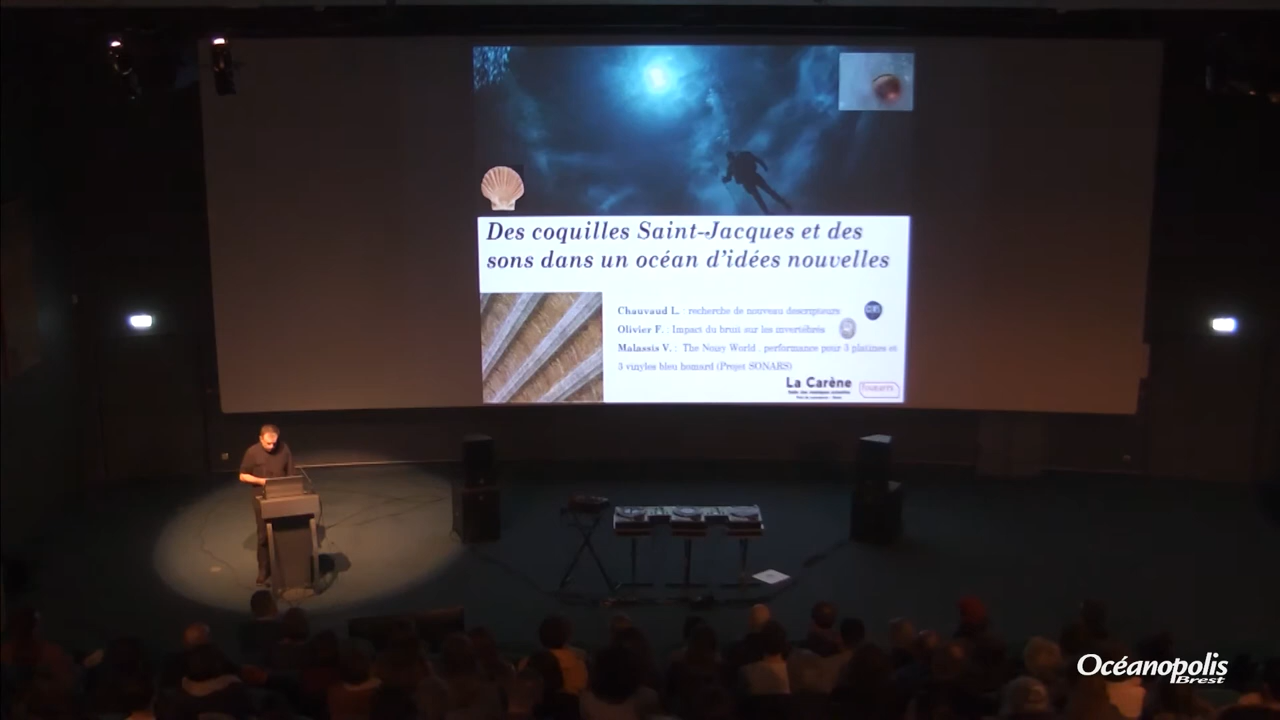 Des coquilles Saint-Jacques et des
sons dans un océan d'idées nouvelles
Chauvaud L. : recherche de nouveau descripteurs
Olivier F. : Impact du bruit sur les invertébrés
Malassis V. : The Noisy World : performance pour 3 platines et
3 vinyles bleu homard (Projet SONARS)
La Carène
Océanopolis
Brest